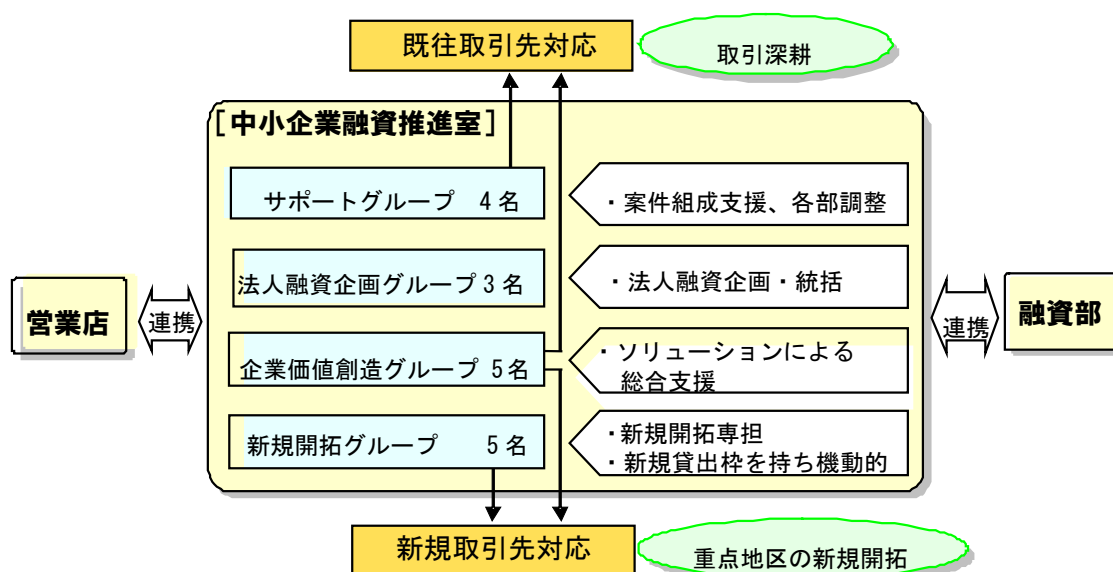 既往取引先対応
取引深耕
[中小企業融資推進室]
サポートグループ 4名
・案件組成支援、各部調整
法人融資企画グループ3名
・法人融資企画・統括
営業店
連携
連携
融資部
企業価値創造グループ 5名
・ソリューションによる
総合支援
新規開拓グループ 5名
・新規開拓専担
・新規貸出枠を持ち機動的
新規取引先対応
重点地区の新規開拓